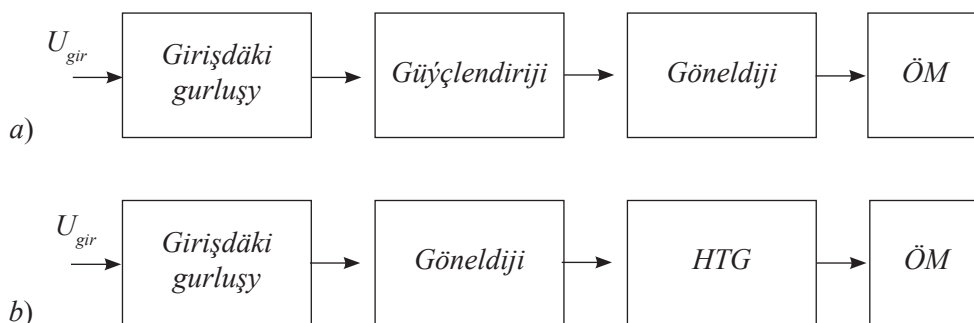 U_gir
Girişdäki
gurluşy
Güýçlendiriji
Göneldiji
ÖM
a)
U_gir
Girişdäki
gurluşy
Göneldiji
HTG
ÖM
b)